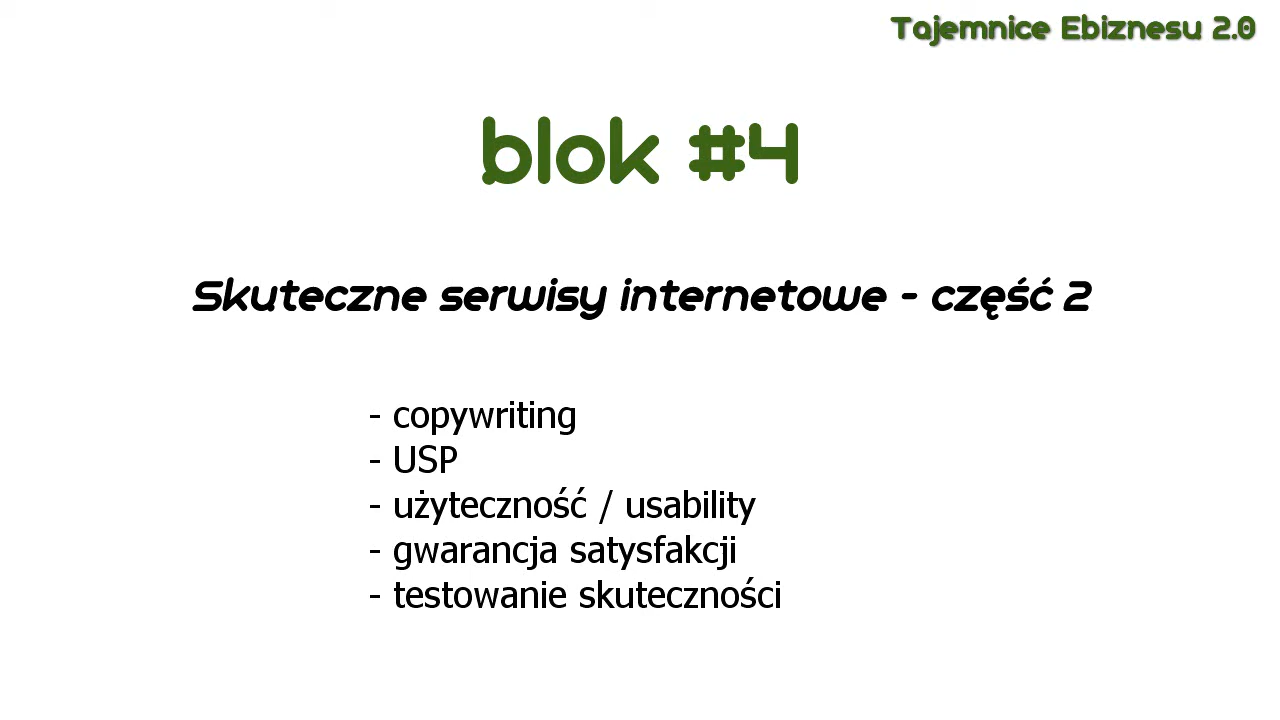 Tajemnice Ebiznesu 2.0
blok #4
Skuteczne serwisy internetowe - część 2
- copywriting
- USP
- użyteczność / usability
- gwarancja satysfakcji
- testowanie skuteczności